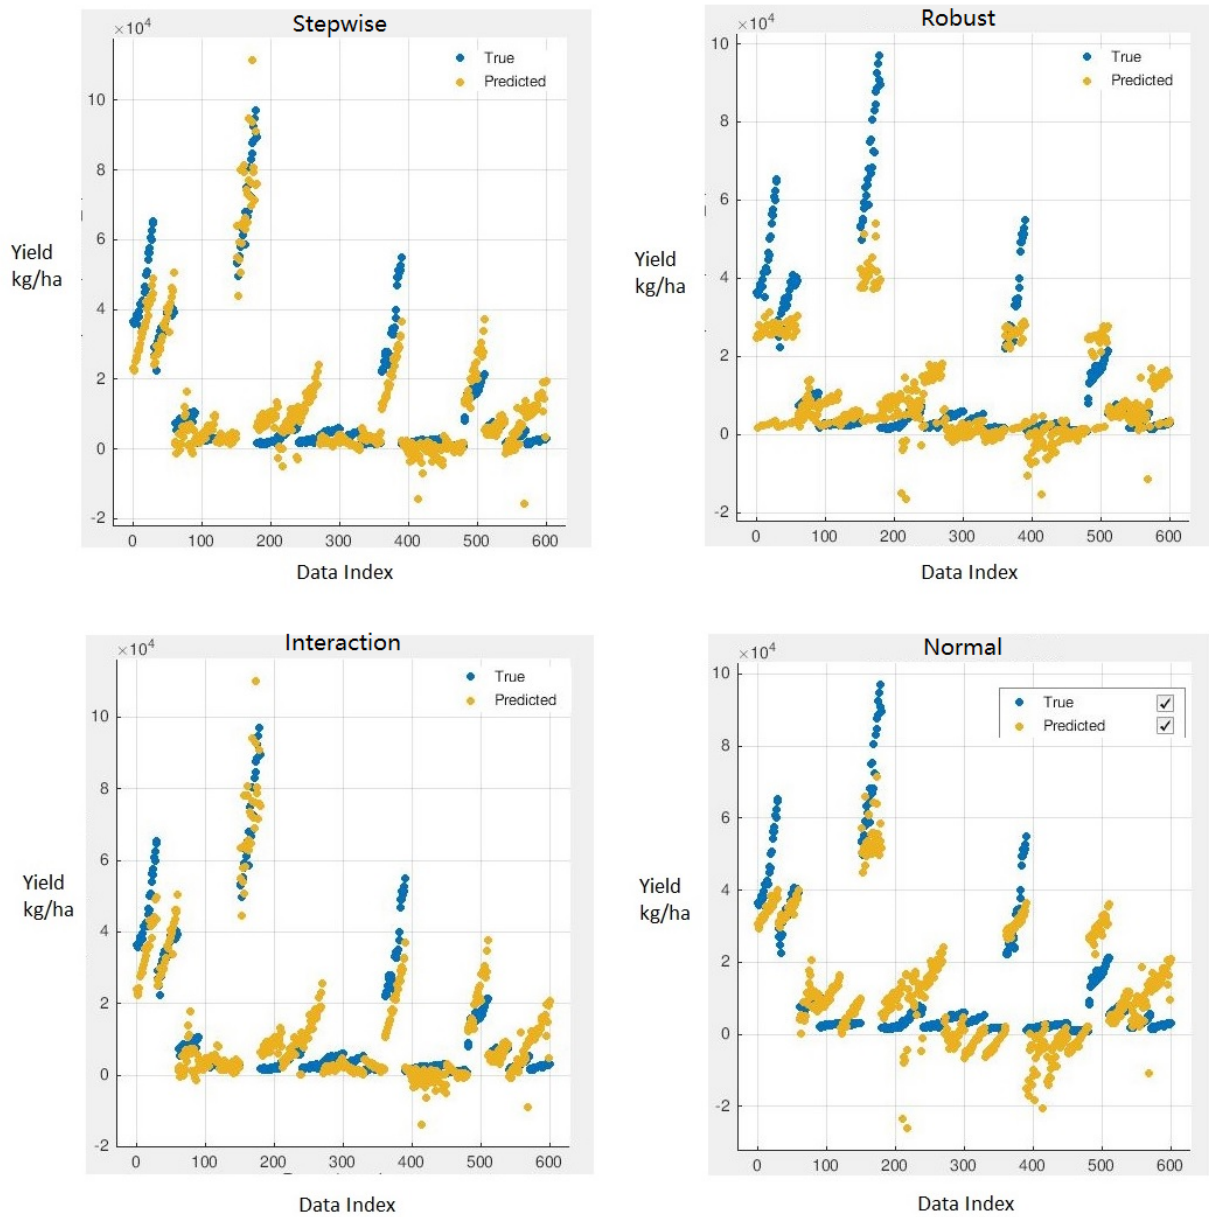 Stepwise
×10⁴
True
Predicted
10
8
6
4
2
0
-2
0 100 200 300 400 500 600
Yield
kg/ha
Data Index
Robust
×10⁴
True
Predicted
10
8
6
4
2
0
-2
0 100 200 300 400 500 600
Yield
kg/ha
Data Index
Interaction
×10⁴
True
Predicted
10
8
6
4
2
0
-2
0 100 200 300 400 500 600
Yield
kg/ha
Data Index
Normal
×10⁴
True
Predicted
10
8
6
4
2
0
-2
0 100 200 300 400 500 600
Yield
kg/ha
Data Index